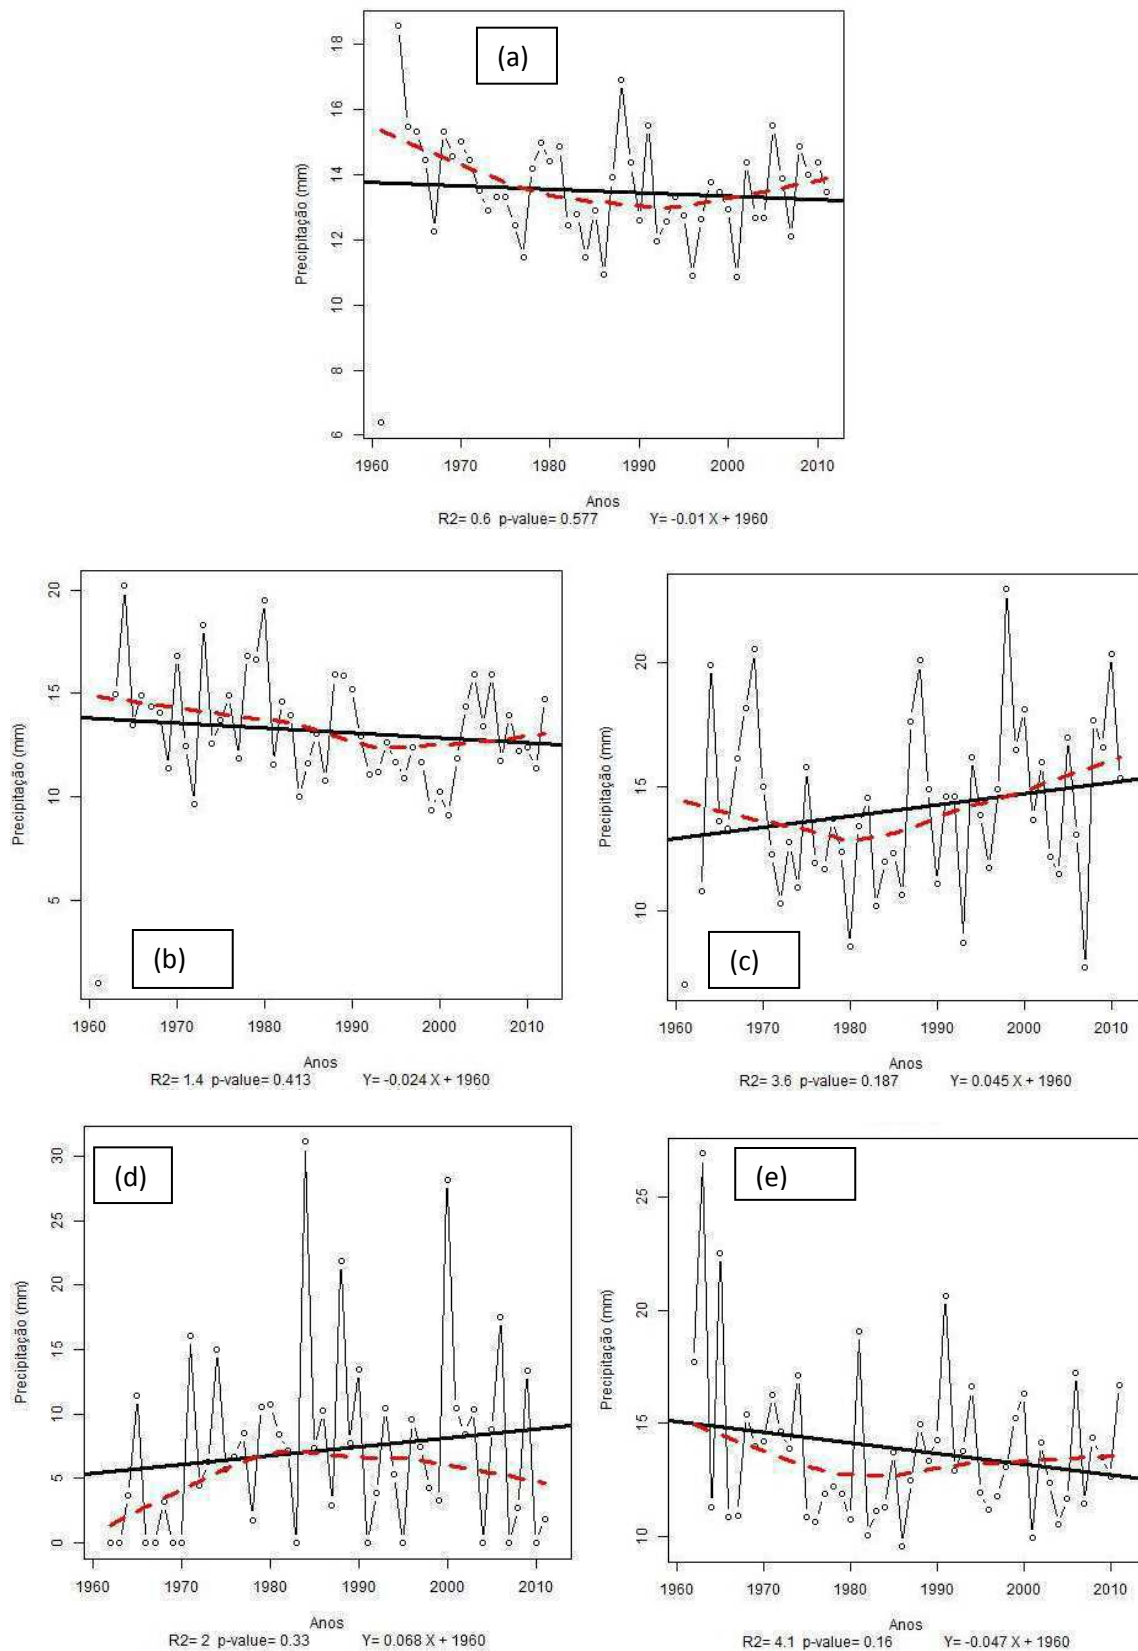 (a)
Precipitação (mm)
18
16
14
12
10
8
6
1960 1970 1980 1990 2000 2010
Anos
R2= 0.6 p-value= 0.577 Y= -0.01 X + 1960
(b)
Precipitação (mm)
20
15
10
5
1960 1970 1980 1990 2000 2010
Anos
R2= 1.4 p-value= 0.413 Y= -0.024 X + 1960
(c)
Precipitação (mm)
20
15
10
1960 1970 1980 1990 2000 2010
Anos
R2= 3.6 p-value= 0.187 Y= 0.045 X + 1960
(d)
Precipitação (mm)
30
25
20
15
10
5
0
1960 1970 1980 1990 2000 2010
Anos
R2= 2 p-value= 0.33 Y= 0.068 X + 1960
(e)
Precipitação (mm)
25
20
15
10
1960 1970 1980 1990 2000 2010
Anos
R2= 4.1 p-value= 0.16 Y= -0.047 X + 1960